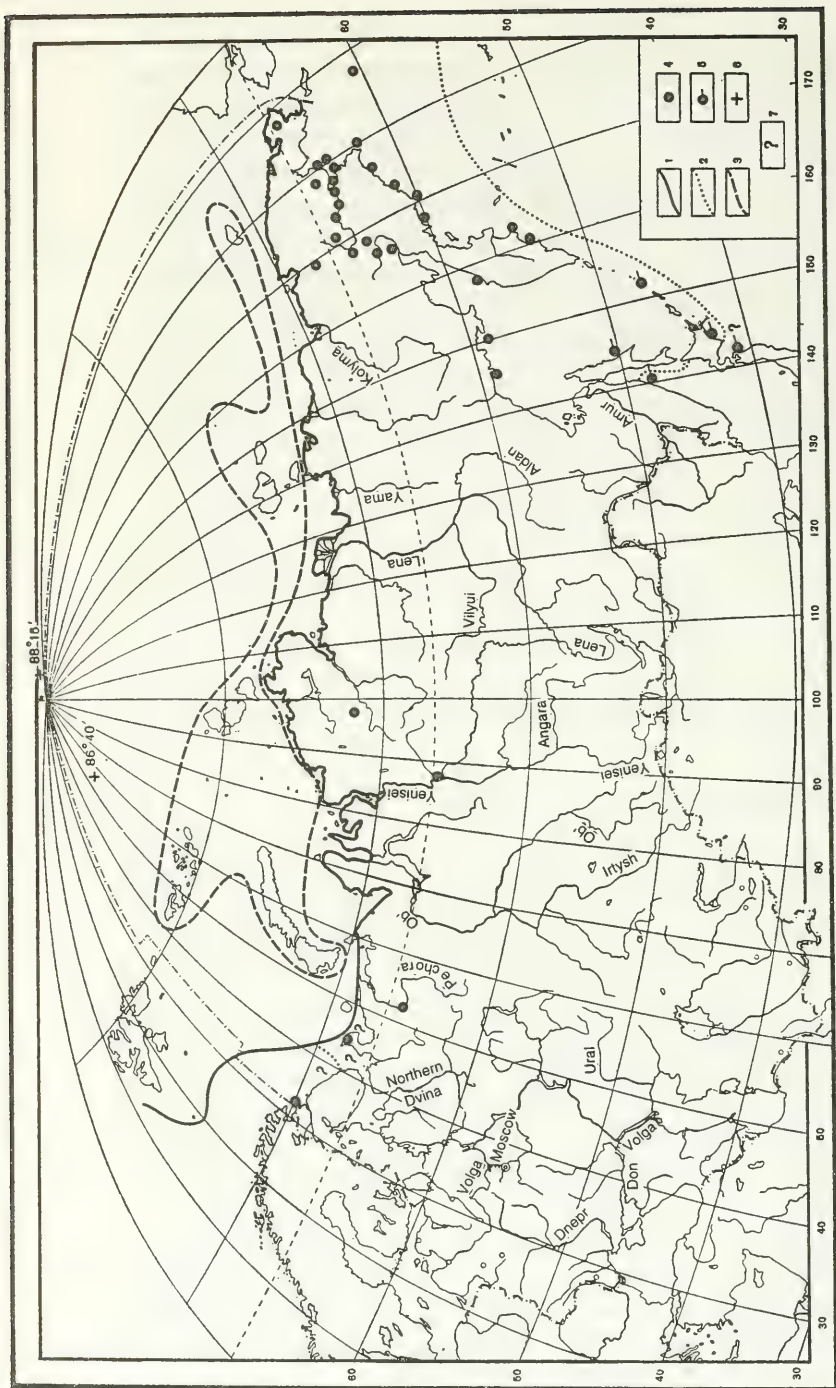 88°15'
+ 86°40'
60
50
40
170
160
150
140
130
120
110
100
90
80
60
50
40
30
60
50
40
30
1
2
3
4
5
6
? 7
?
Kolyma
Amur
Aldan
Yama
Lena
Vilyui
Lena
Angara
Yenisei
Yenisei
Ob'
Irtysh
Ob'
Pechora
?
?
?
Northern
Dvina
Ural
Volga
Moscow
Volga
Don
Dnepr